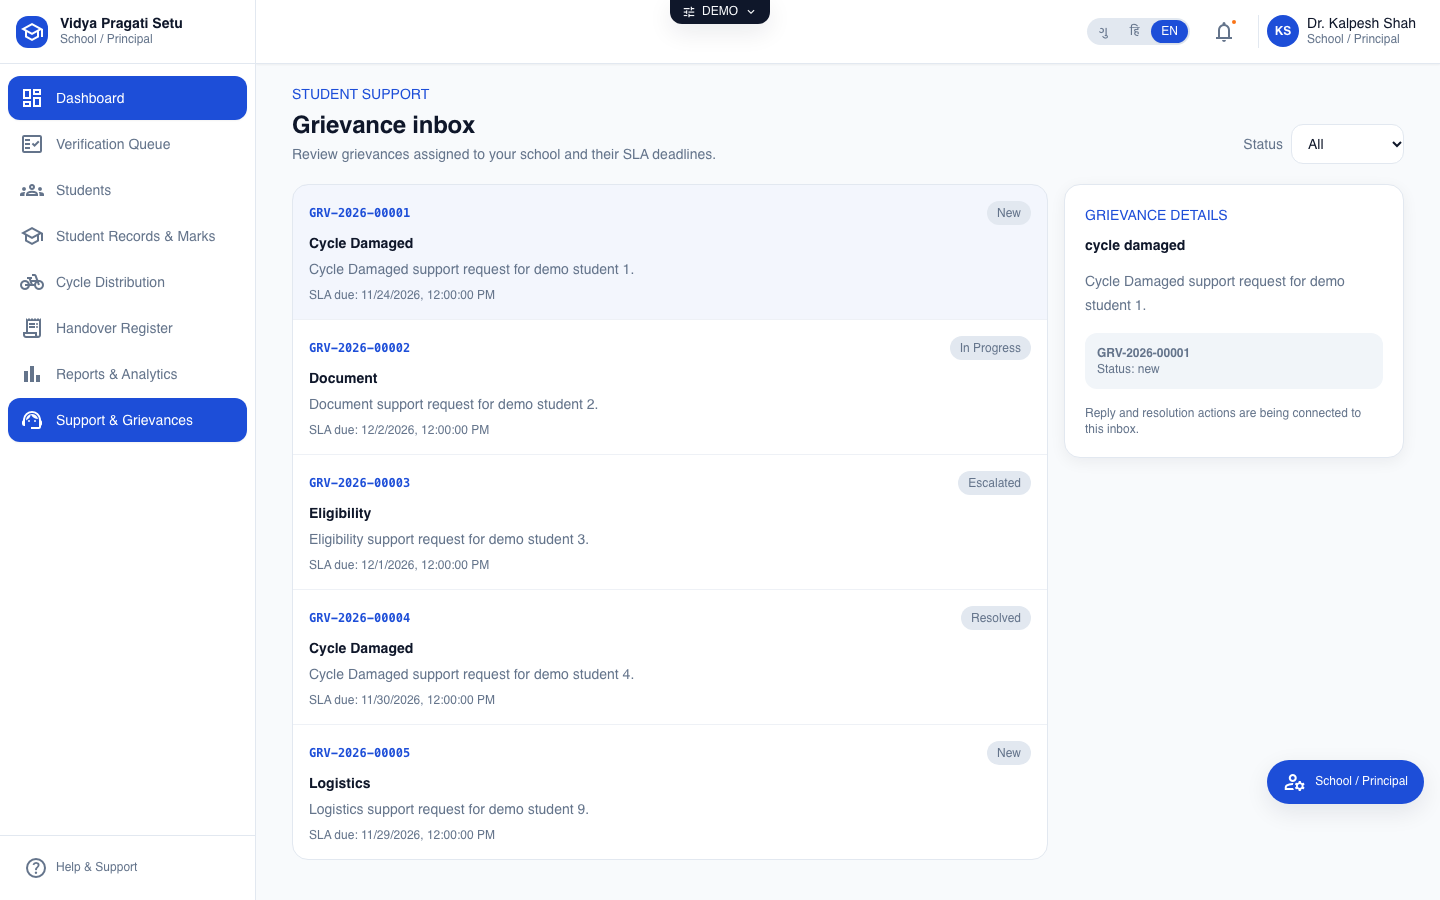 Vidya Pragati Setu
School / Principal
DEMO
ગુ
हि
EN
KS
Dr. Kalpesh Shah
School / Principal
Dashboard
Verification Queue
Students
Student Records & Marks
Cycle Distribution
Handover Register
Reports & Analytics
Support & Grievances
Help & Support
STUDENT SUPPORT
Grievance inbox
Review grievances assigned to your school and their SLA deadlines.
Status
All
GRV-2026-00001
New
Cycle Damaged
Cycle Damaged support request for demo student 1.
SLA due: 11/24/2026, 12:00:00 PM
GRV-2026-00002
In Progress
Document
Document support request for demo student 2.
SLA due: 12/2/2026, 12:00:00 PM
GRV-2026-00003
Escalated
Eligibility
Eligibility support request for demo student 3.
SLA due: 12/1/2026, 12:00:00 PM
GRV-2026-00004
Resolved
Cycle Damaged
Cycle Damaged support request for demo student 4.
SLA due: 11/30/2026, 12:00:00 PM
GRV-2026-00005
New
Logistics
Logistics support request for demo student 9.
SLA due: 11/29/2026, 12:00:00 PM
GRIEVANCE DETAILS
cycle damaged
Cycle Damaged support request for demo
student 1.
GRV-2026-00001
Status: new
Reply and resolution actions are being connected to
this inbox.
School / Principal